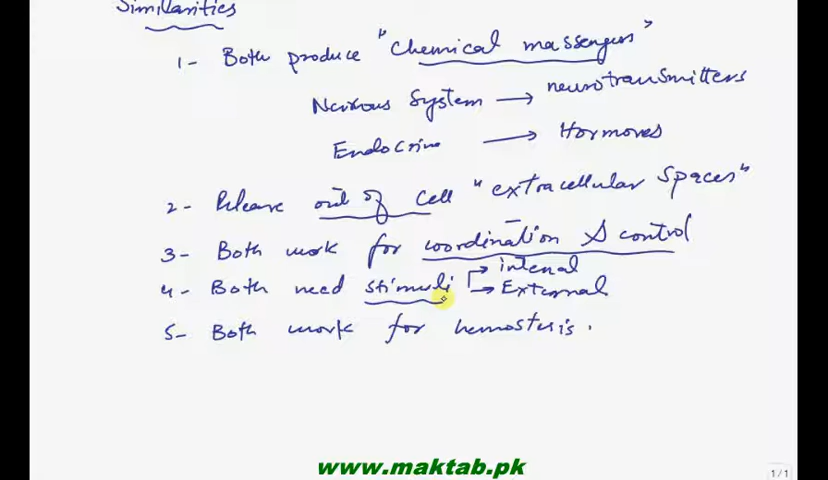 Similarities
1- Both produce "Chemical massengers"
Nervous System → neurotransmitters
Endocrine → Hormones
2- Release out of cell "extracellular spaces"
3- Both work for coordination & control
4- Both need stimuli → internal
→ External
5- Both work for hemostesis.
www.maktab.pk
1/1